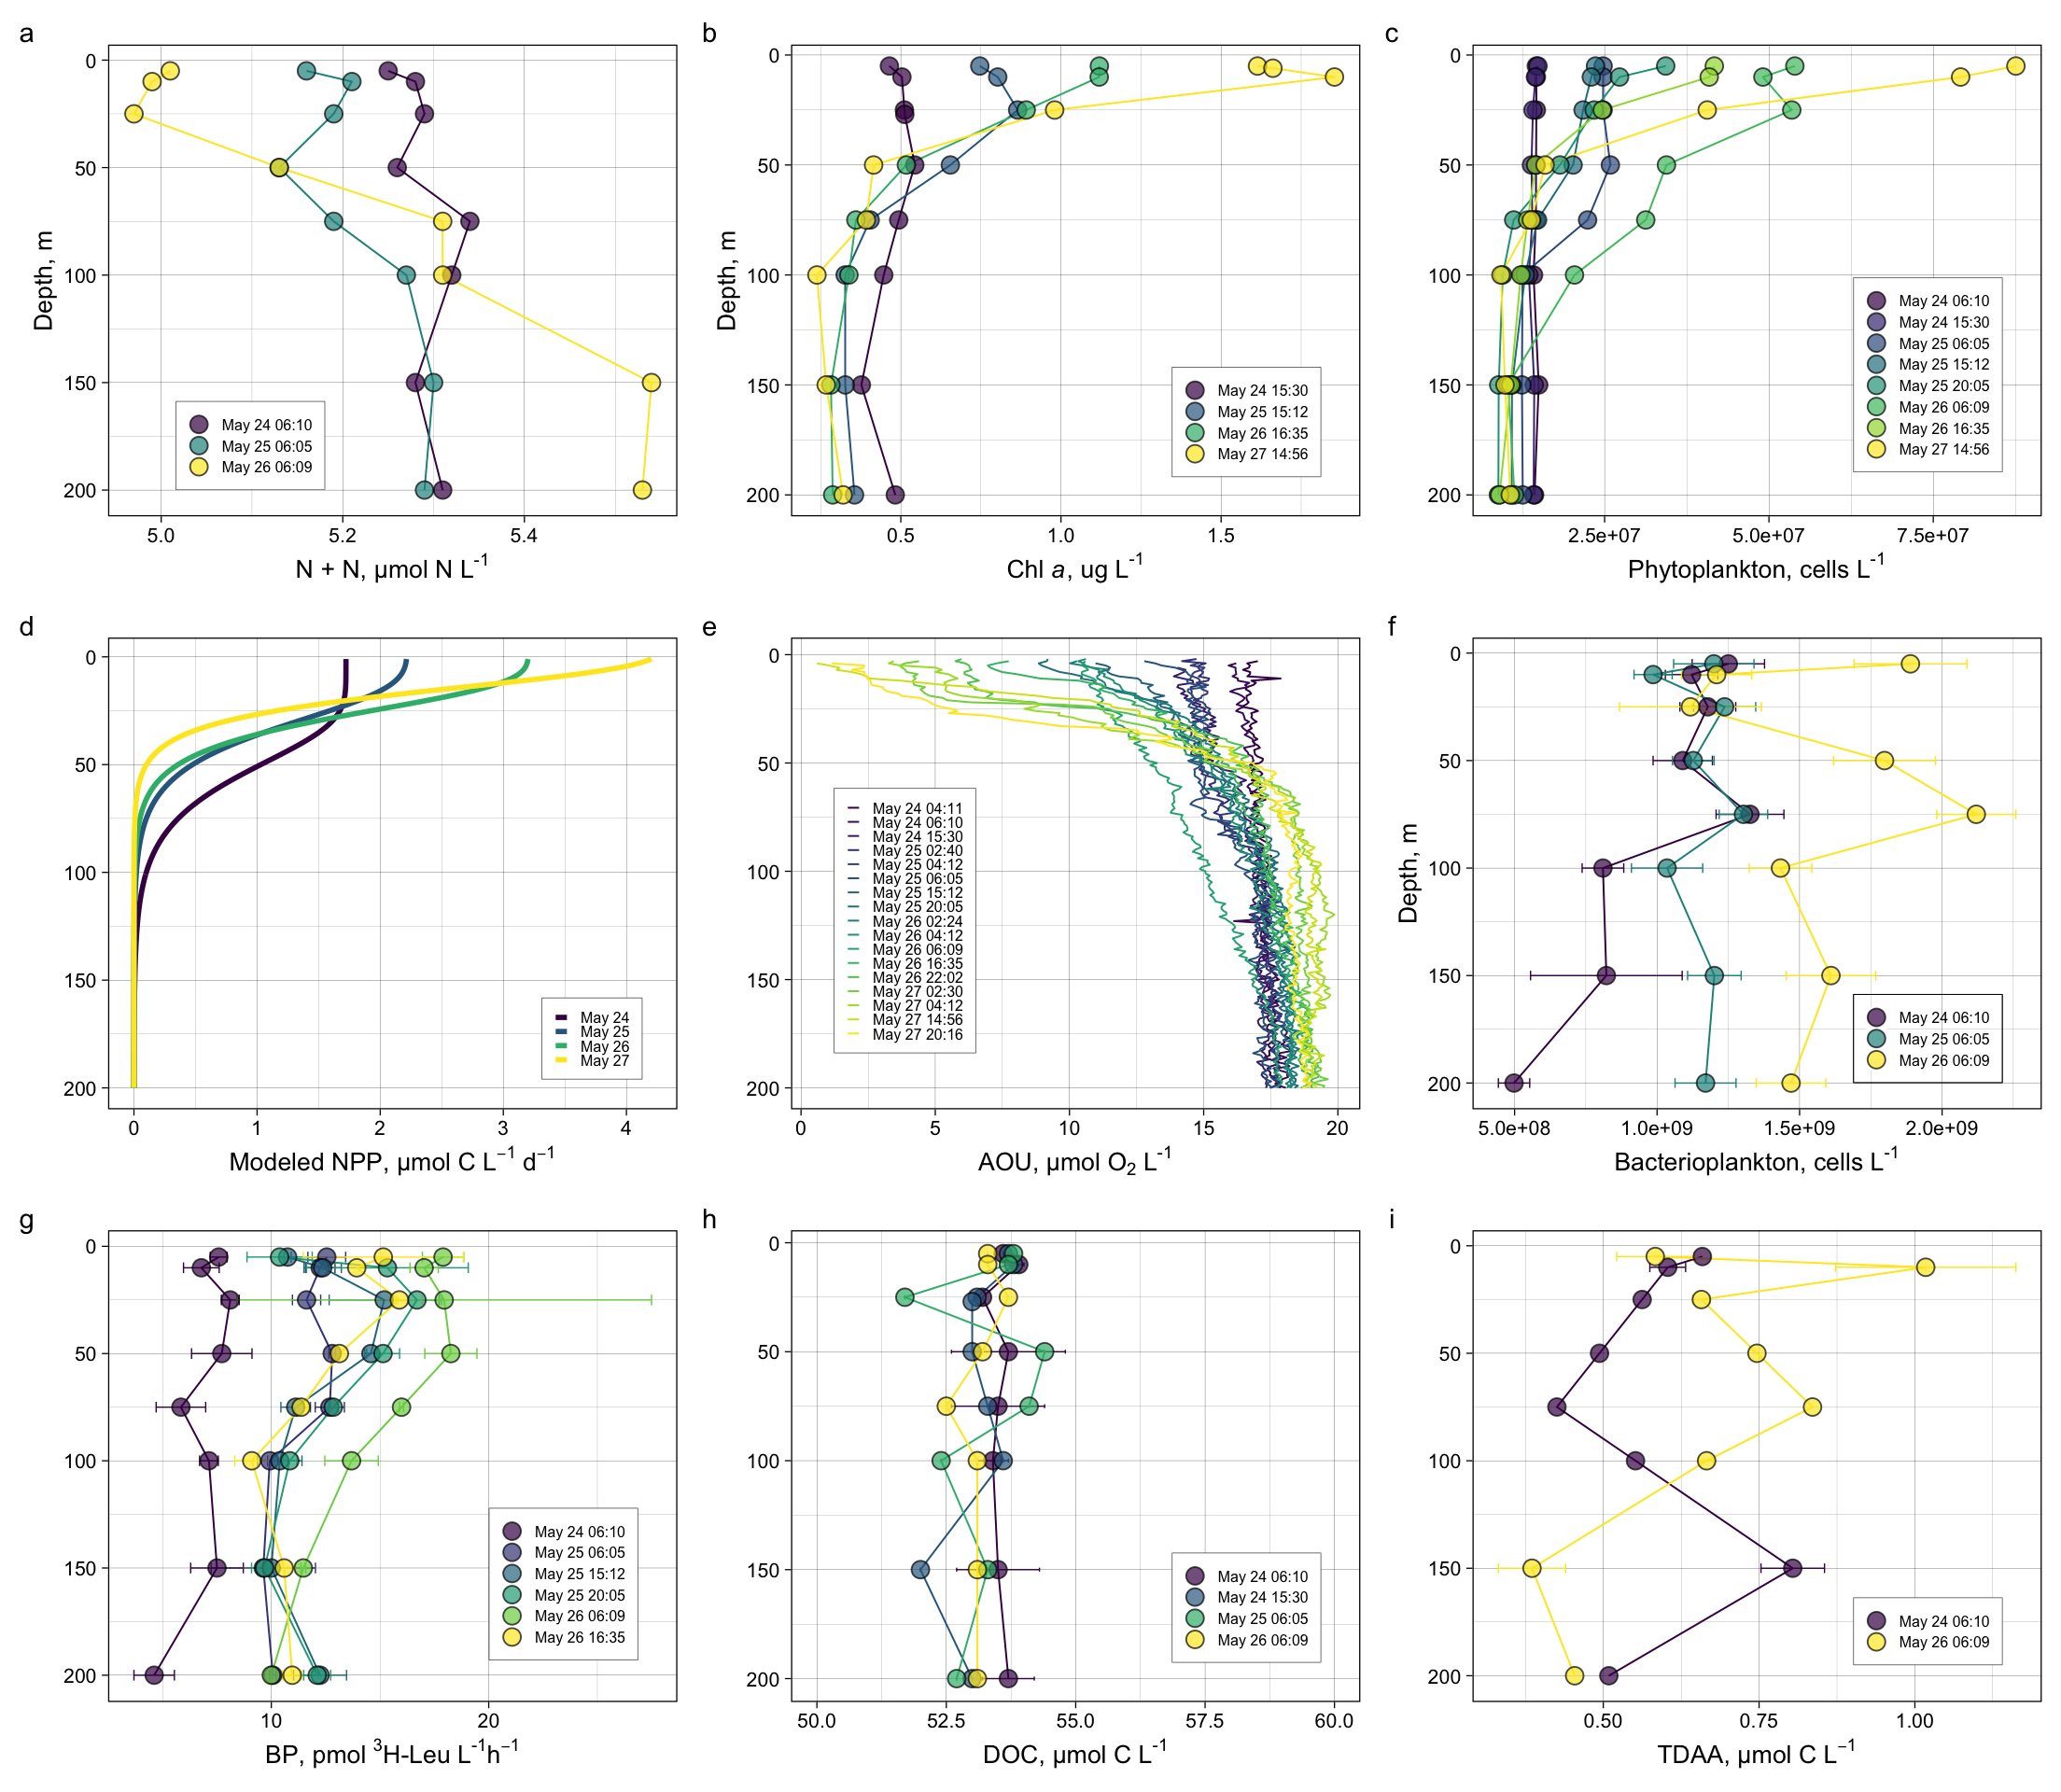 a
0
50
100
150
200
Depth, m
May 24 06:10
May 25 06:05
May 26 06:09
5.0
5.2
5.4
N + N, µmol N L-1
b
0
50
100
150
200
Depth, m
May 24 15:30
May 25 15:12
May 26 16:35
May 27 14:56
0.5
1.0
1.5
Chl a, ug L-1
c
0
50
100
150
200
May 24 06:10
May 24 15:30
May 25 06:05
May 25 15:12
May 25 20:05
May 26 06:09
May 26 16:35
May 27 14:56
2.5e+07
5.0e+07
7.5e+07
Phytoplankton, cells L-1
d
0
50
100
150
200
May 24
May 25
May 26
May 27
0
1
2
3
4
Modeled NPP, µmol C L−1 d−1
e
0
50
100
150
200
May 24 04:11
May 24 06:10
May 24 15:30
May 25 02:40
May 25 04:12
May 25 06:05
May 25 15:12
May 25 20:05
May 26 02:24
May 26 04:12
May 26 06:09
May 26 16:35
May 26 22:02
May 27 02:30
May 27 04:12
May 27 14:56
May 27 20:16
0
5
10
15
20
AOU, µmol O2 L-1
f
0
50
100
150
200
Depth, m
May 24 06:10
May 25 06:05
May 26 06:09
5.0e+08
1.0e+09
1.5e+09
2.0e+09
Bacterioplankton, cells L-1
g
0
50
100
150
200
May 24 06:10
May 25 06:05
May 25 15:12
May 25 20:05
May 26 06:09
May 26 16:35
10
20
BP, pmol 3H-Leu L-1h−1
h
0
50
100
150
200
May 24 06:10
May 24 15:30
May 25 06:05
May 26 06:09
50.0
52.5
55.0
57.5
60.0
DOC, µmol C L-1
i
0
50
100
150
200
May 24 06:10
May 26 06:09
0.50
0.75
1.00
TDAA, µmol C L−1